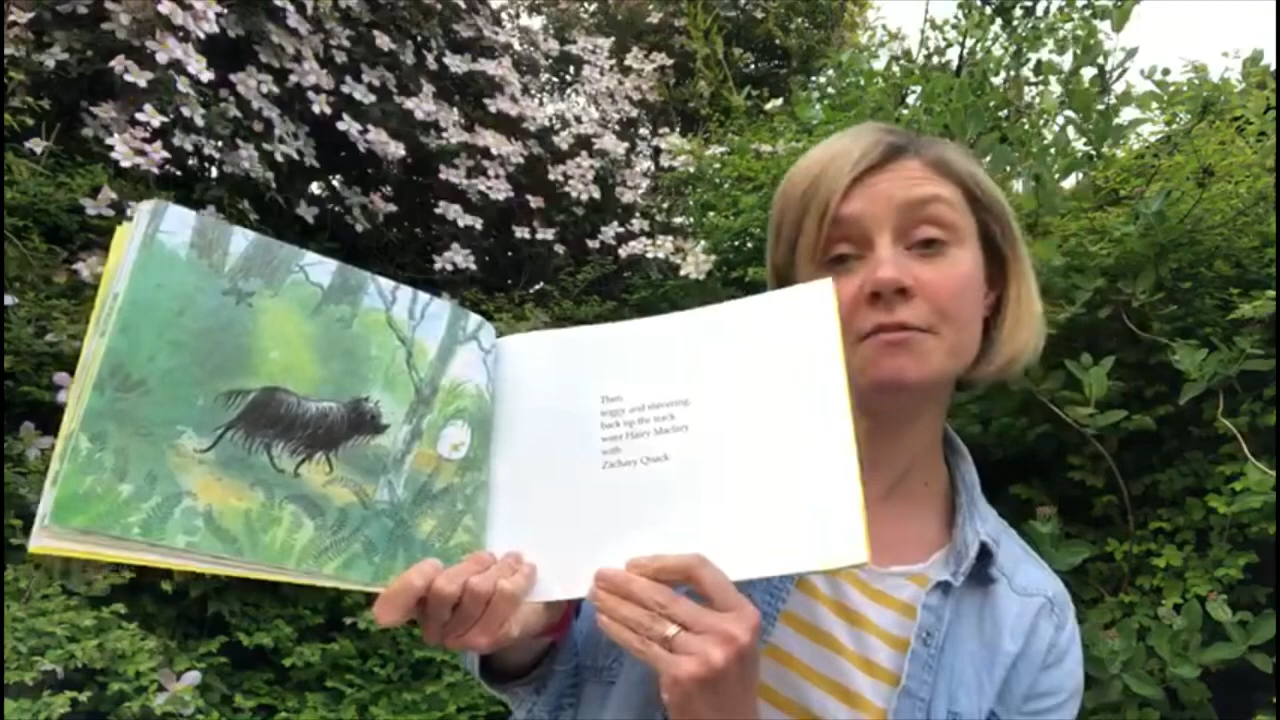 Then,
soggy and shivering,
back up the track
went Hairy Maclary
with
Zachary Quack